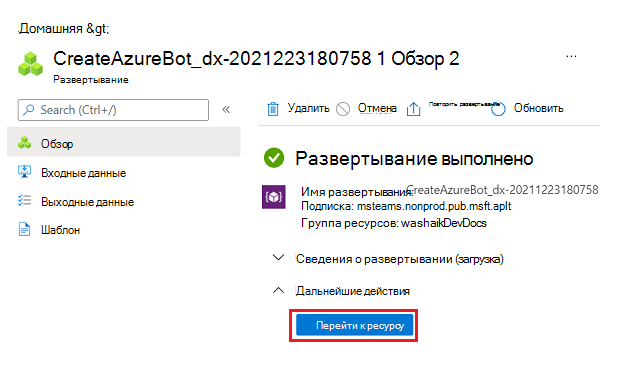 .Домашняя &gt;
CreateAzureBot_dx-2021223180758 1 Обзор 2
...
Развертывание
Search (Ctrl+/)
«
Удалить
Отмена
Повторить развертывание
Обновить
Обзор
Входные данные
Выходные данные
Шаблон
Развертывание выполнено
Имя развертывания: CreateAzureBot_dx-20211223180758
Подписка: msteams.nonprod.pub.msft.aplt
Группа ресурсов: washaikDevDocs
Сведения о развертывании (загрузка)
Дальнейшие действия
Перейти к ресурсу